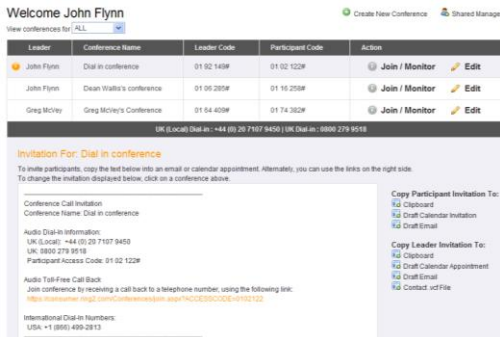 Welcome John Flynn
Create New Conference Shared Manage
View conferences for ALL
Leader Conference Name Leader Code Participant Code Action
John Flynn Dial in conference 01 92 149# 01 02 122# Join / Monitor Edit
John Flynn Dean Wallis's conference 01 06 285# 01 16 258# Join / Monitor Edit
Greg McVey Greg McVey's Conference 01 64 409# 01 74 382# Join / Monitor Edit
UK (Local) Dial-in : +44 (0) 20 7107 9450 | UK Dial-in : 0800 279 9518
Invitation For: Dial in conference
To invite participants, copy the text below into an email or calendar appointment. Alternately, you can use the links on the right side.
To change the invitation displayed below, click on a conference above.
Conference Call Invitation
Conference Name: Dial in conference
Audio Dial-In Information:
UK (Local): +44 (0) 20 7107 9450
UK: 0800 279 9518
Participant Access Code: 01 02 122#
Audio Toll-Free Call Back
Join conference by receiving a call back to a telephone number, using the following link:
https://consumer.ring2.com/Conferences/join.aspx?ACCESSCODE=0102122
International Dial-In Numbers:
USA: +1 (866) 499-2813
Copy Participant Invitation To:
Clipboard
Draft Calendar Invitation
Draft Email
Copy Leader Invitation To:
Clipboard
Draft Calendar Appointment
Draft Email
Contact .vcf File